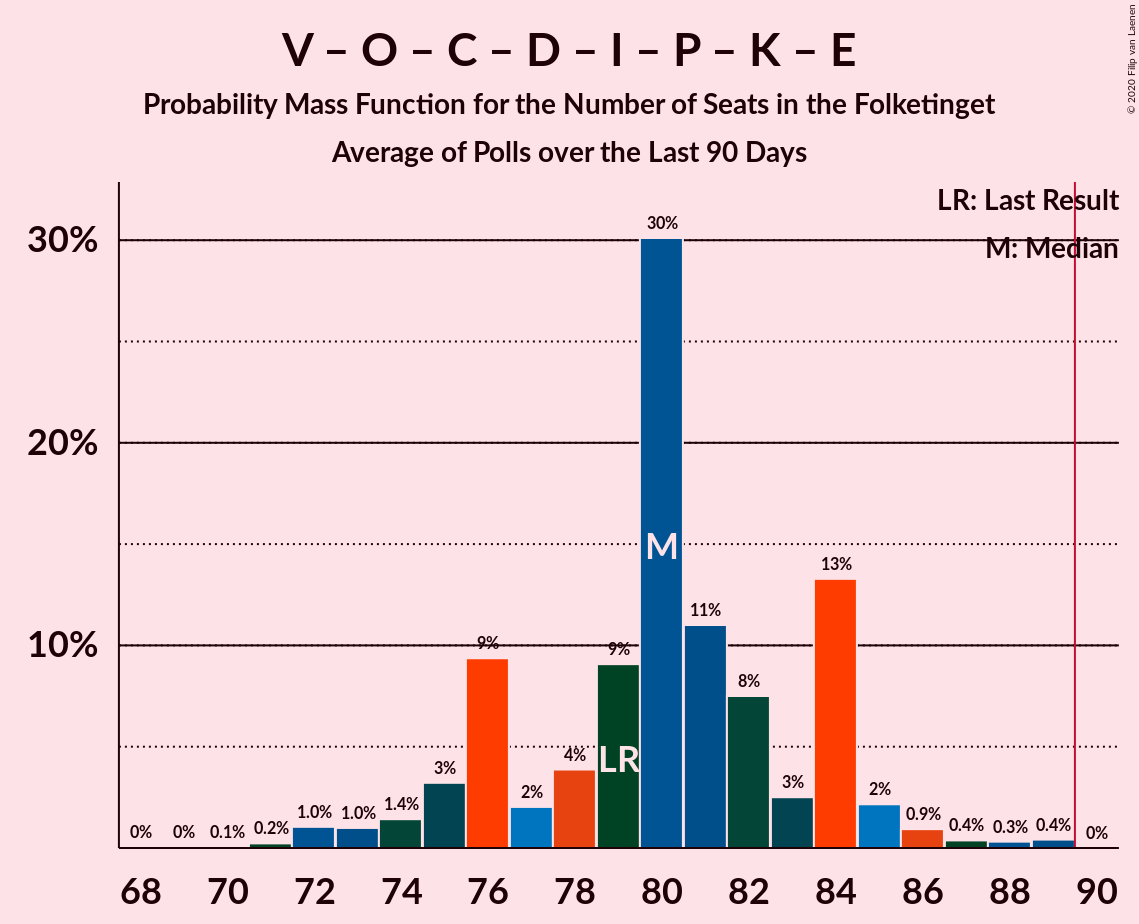 V – O – C – D – I – P – K – E
Probability Mass Function for the Number of Seats in the Folketinget
Average of Polls over the Last 90 Days
© 2020 Filip van Laenen
LR: Last Result
M: Median
30%
20%
10%
0%
0%
0.1%
0.2%
1.0%
1.0%
1.4%
3%
9%
2%
4%
9%
30%
11%
8%
3%
13%
2%
0.9%
0.4%
0.3%
0.4%
0%
LR
M
68 70 72 74 76 78 80 82 84 86 88 90